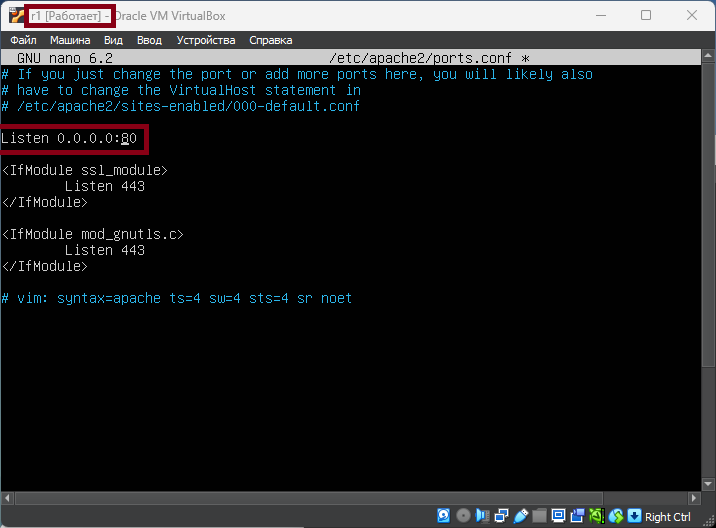 r1 [Работает] - Oracle VM VirtualBox
Файл Машина Вид Ввод Устройства Справка
GNU nano 6.2 /etc/apache2/ports.conf *
# If you just change the port or add more ports here, you will likely also
# have to change the VirtualHost statement in
# /etc/apache2/sites-enabled/000-default.conf
Listen 0.0.0.0:80
<IfModule ssl_module>
Listen 443
</IfModule>
<IfModule mod_gnutls.c>
Listen 443
</IfModule>
# vim: syntax=apache ts=4 sw=4 sts=4 sr noet
Right Ctrl